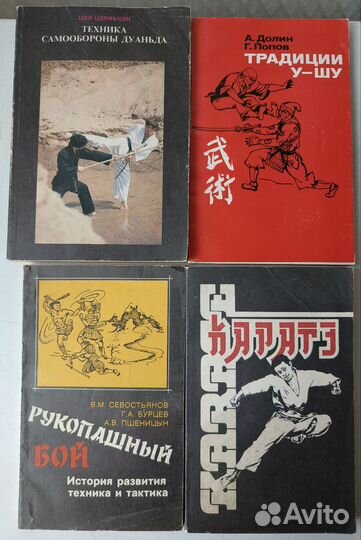 ЦЗИ ЦЗЯНЬЧЭН
ТЕХНИКА
САМООБОРОНЫ ДУАНЬДА
А. Долин
Г. Попов
ТРАДИЦИИ
У—ШУ
武術
В.М. СЕВОСТЬЯНОВ
Г.А. БУРЦЕВ
А.В. ПШЕНИЦЫН
РУКОПАШНЫЙ
БОЙ
История развития
техника и тактика
КАРАТЭ
Avito